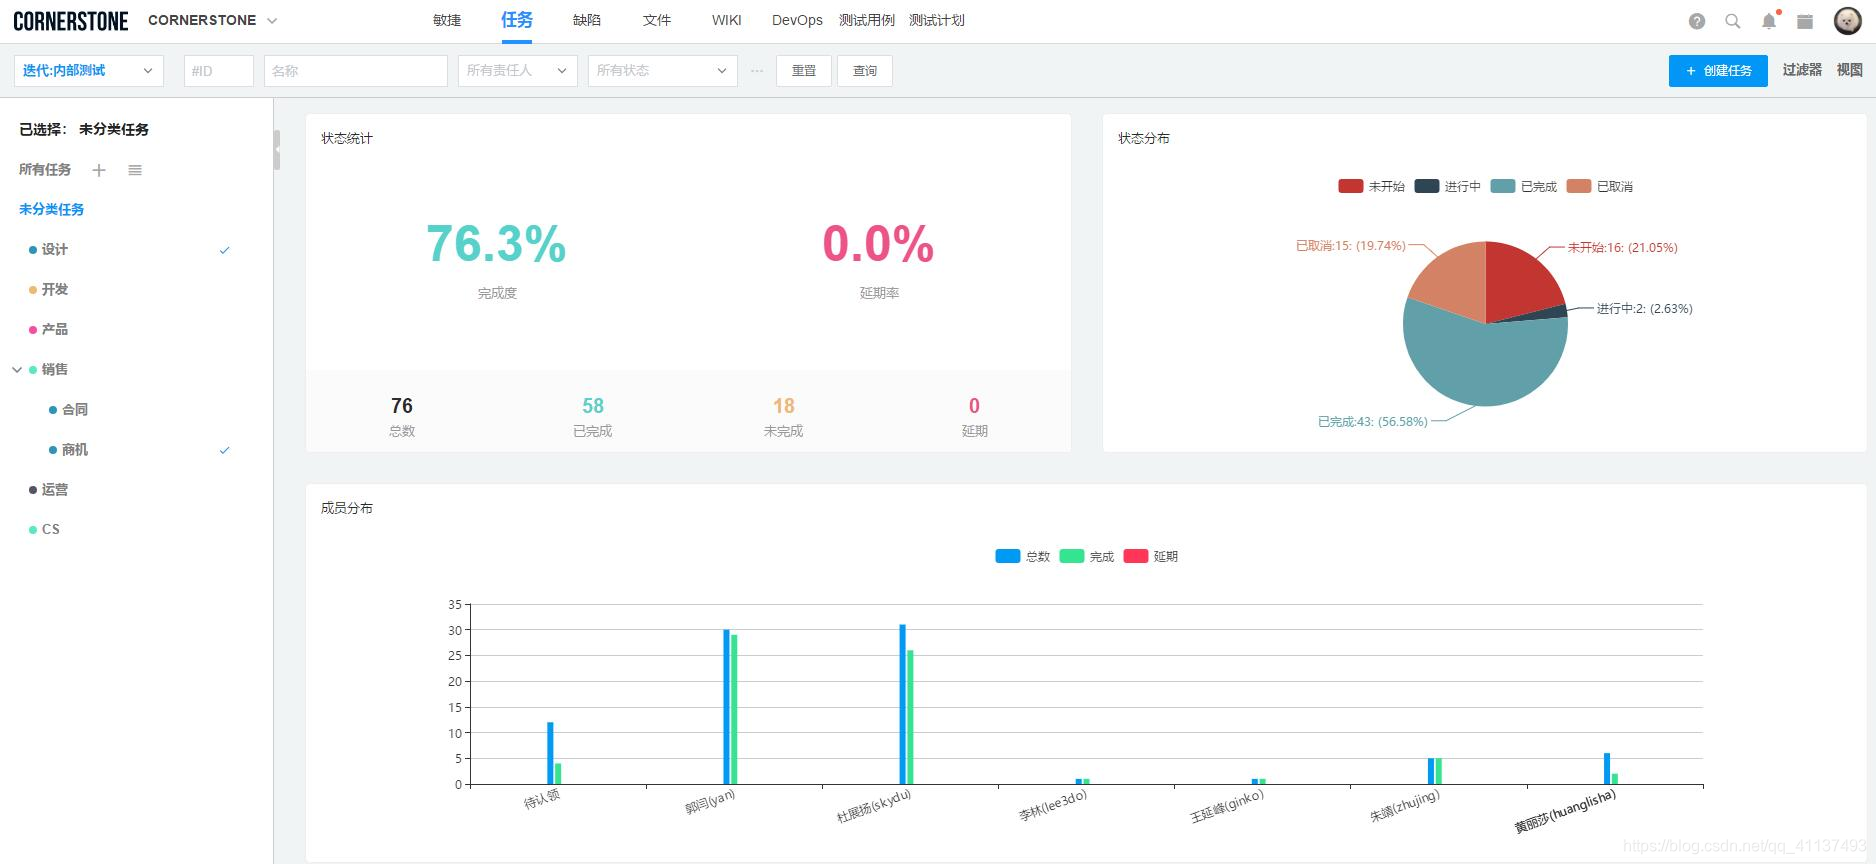 CORNERSTONE CORNERSTONE 敏捷 任务 缺陷 文件 WIKI DevOps 测试用例 测试计划
迭代:内部测试 #ID 名称 所有责任人 所有状态 ... 重置 查询 + 创建任务 过滤器 视图
已选择： 未分类任务
所有任务
未分类任务
设计
开发
产品
销售
合同
商机
运营
CS
状态统计
76.3% 0.0%
完成度 延期率
76 58 18 0
总数 已完成 未完成 延期
状态分布
未开始 进行中 已完成 已取消
已取消:15: (19.74%)
未开始:16: (21.05%)
进行中:2: (2.63%)
已完成:43: (56.58%)
成员分布
总数 完成 延期
35
30
25
20
15
10
5
0
待认领 郭闫(yan) 杜展扬(skydu) 李林(lee3do) 王延峰(ginko) 朱靖(zhujing) 黄丽莎(huanglisha)
https://blog.csdn.net/qq_41137493